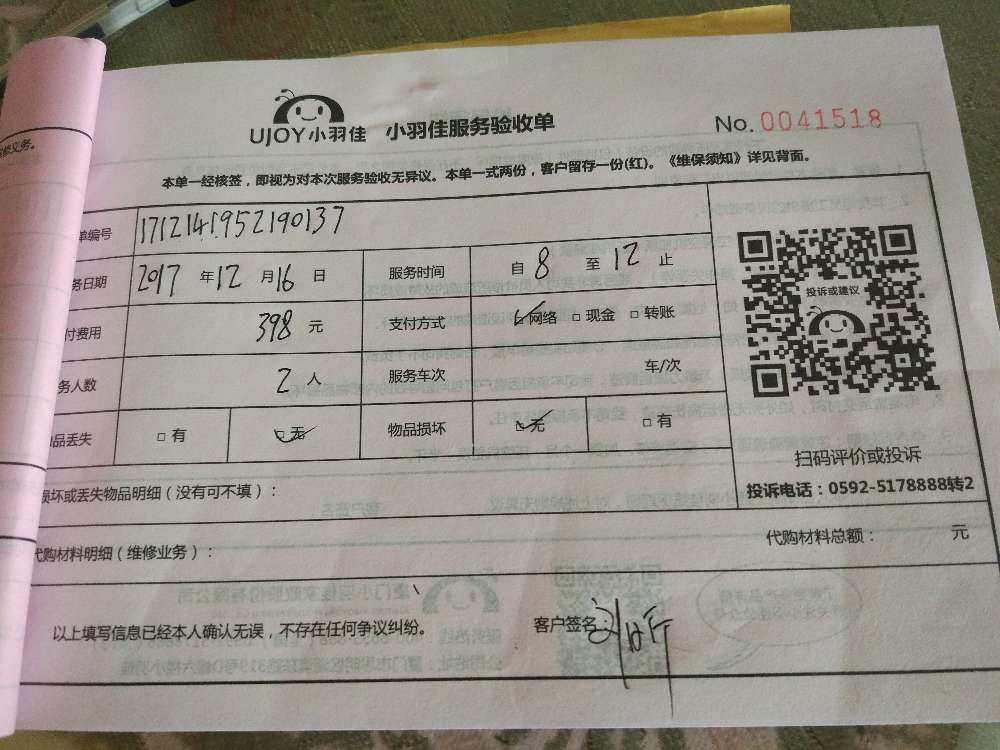 UJOY小羽佳 小羽佳服务验收单
No.0041518
本单一经核签，即视为对本次服务验收无异议。本单一式两份，客户留存一份(红)。《维保须知》详见背面。
单编号 1712141952190137
务日期 2017 年 12 月 16 日 服务时间 自 8 至 12 止
付费用 398 元 支付方式 ☑网络 □现金 □转账
务人数 2 人 服务车次 车/次
品丢失 □有 ☑无 物品损坏 ☑无 □有
投诉或建议
扫码评价或投诉
投诉电话：0592-5178888转2
损坏或丢失物品明细（没有可不填）：
代购材料明细（维修业务）：
代购材料总额： 元
以上填写信息已经本人确认无误，不存在任何争议纠纷。 客户签名
修义务。